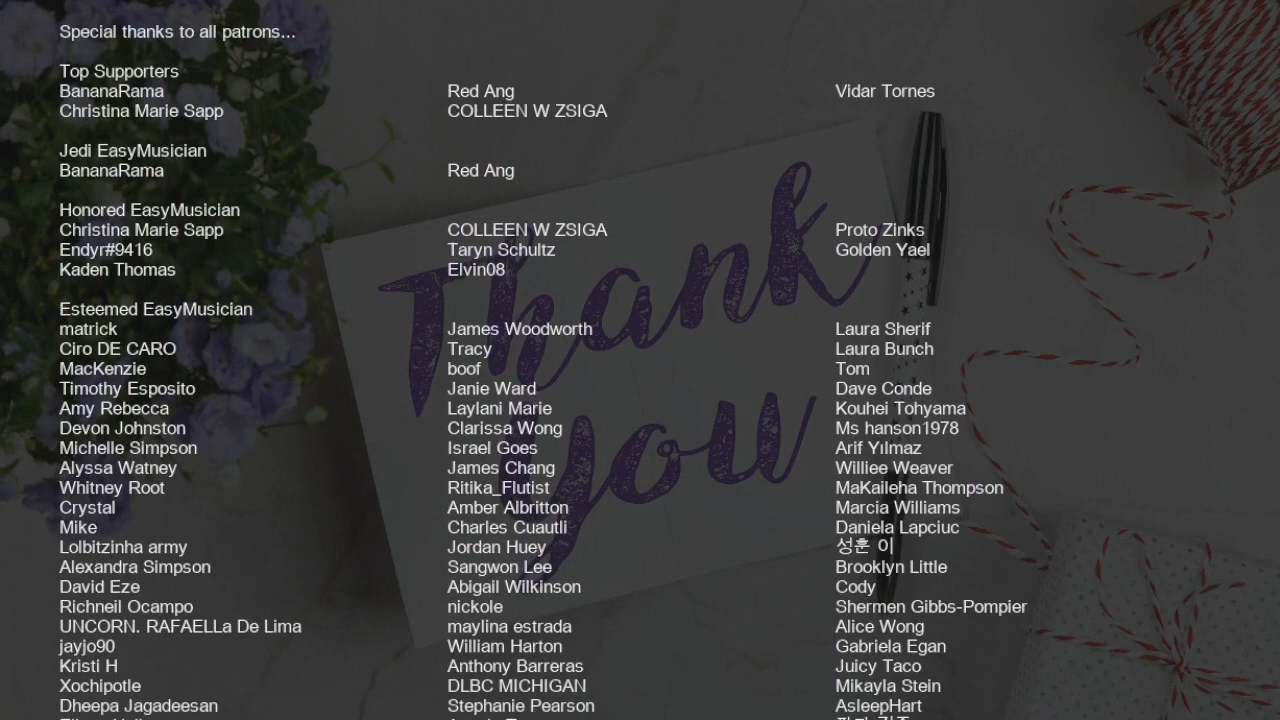 Special thanks to all patrons...
Top Supporters
BananaRama Red Ang Vidar Tornes
Christina Marie Sapp COLLEEN W ZSIGA
Jedi EasyMusician
BananaRama Red Ang
Honored EasyMusician
Christina Marie Sapp COLLEEN W ZSIGA Proto Zinks
Endyr#9416 Taryn Schultz Golden Yael
Kaden Thomas Elvin08
Esteemed EasyMusician
matrick James Woodworth Laura Sherif
Ciro DE CARO Tracy Laura Bunch
MacKenzie boof Tom
Timothy Esposito Janie Ward Dave Conde
Amy Rebecca Laylani Marie Kouhei Tohyama
Devon Johnston Clarissa Wong Ms hanson1978
Michelle Simpson Israel Goes Arif Yılmaz
Alyssa Watney James Chang Williee Weaver
Whitney Root Ritika_Flutist MaKaileha Thompson
Crystal Amber Albritton Marcia Williams
Mike Charles Cuautli Daniela Lapciuc
Lolbitzinha army Jordan Huey 성훈 이
Alexandra Simpson Sangwon Lee Brooklyn Little
David Eze Abigail Wilkinson Cody
Richneil Ocampo nickole Shermen Gibbs-Pompier
UNCORN. RAFAELLa De Lima maylina estrada Alice Wong
jayjo90 William Harton Gabriela Egan
Kristi H Anthony Barreras Juicy Taco
Xochipotle DLBC MICHIGAN Mikayla Stein
Dheepa Jagadeesan Stephanie Pearson AsleepHart
Thank
you